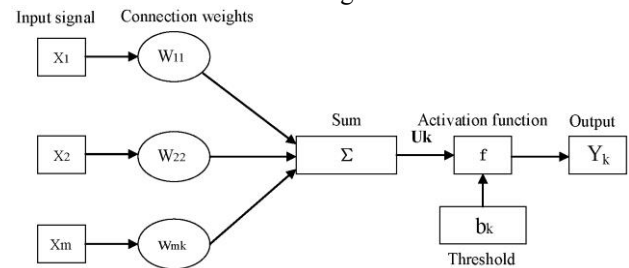 Input signal Connection weights
X1 W11
Sum Activation function Output
X2 W22 Σ Uk f Yk
Xm Wmk bk
Threshold